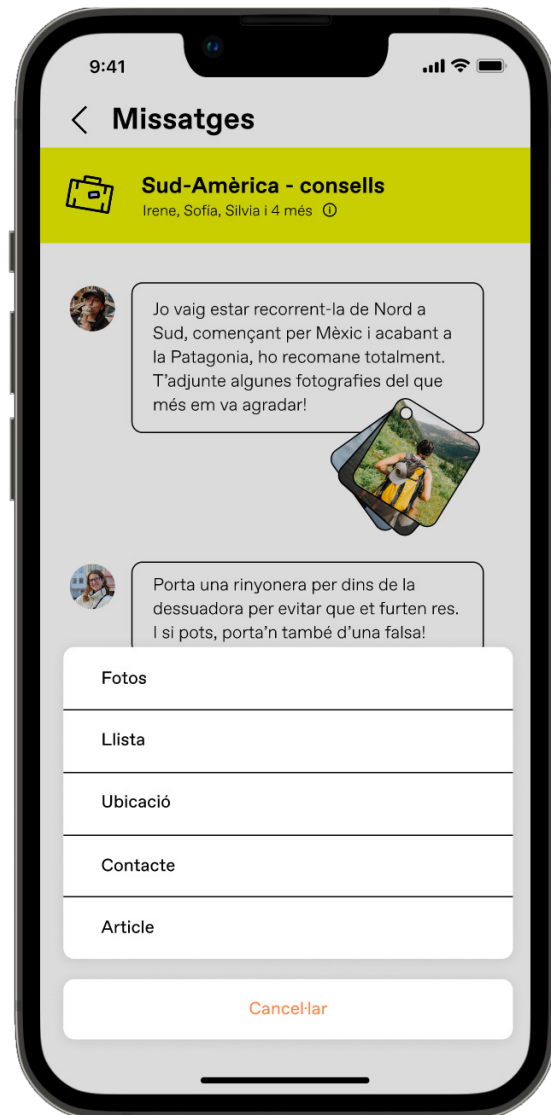 9:41
Missatges
Sud-Amèrica - consells
Irene, Sofía, Silvia i 4 més
Jo vaig estar recorrent-la de Nord a
Sud, començant per Mèxic i acabant a
la Patagonia, ho recomane totalment.
T’adjunte algunes fotografies del que
més em va agradar!
Porta una rinyonera per dins de la
dessuadora per evitar que et furten res.
I si pots, porta’n també d’una falsa!
Fotos
Llista
Ubicació
Contacte
Article
Cancel·lar